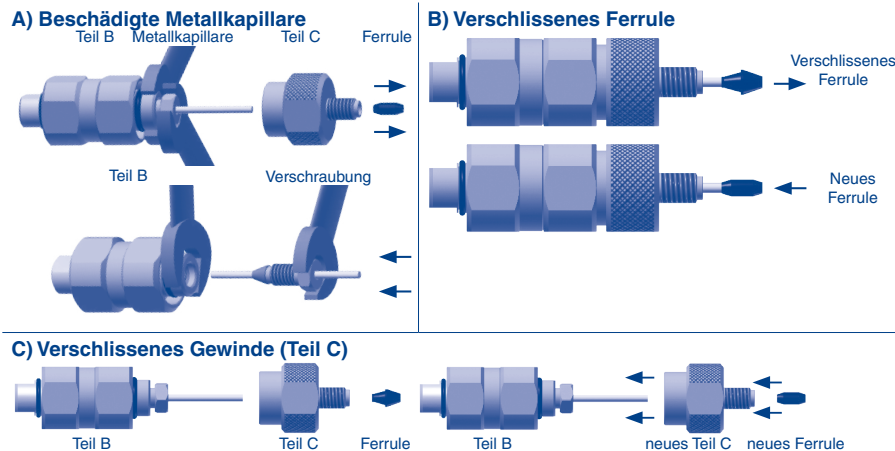 A) Beschädigte Metallkapillare
Teil B Metallkapillare Teil C Ferrule
Teil B Verschraubung
B) Verschlissenes Ferrule
Verschlissenes
Ferrule
Neues
Ferrule
C) Verschlissenes Gewinde (Teil C)
Teil B Teil C Ferrule Teil B neues Teil C neues Ferrule